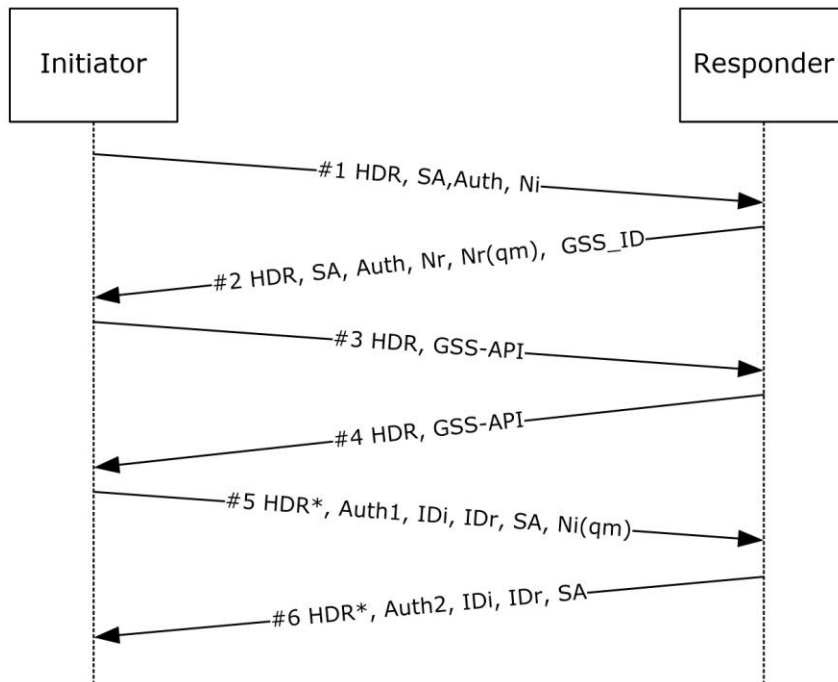 Initiator
Responder
#1 HDR, SA,Auth, Ni
#2 HDR, SA, Auth, Nr, Nr(qm), GSS_ID
#3 HDR, GSS-API
#4 HDR, GSS-API
#5 HDR*, Auth1, IDi, IDr, SA, Ni(qm)
#6 HDR*, Auth2, IDi, IDr, SA